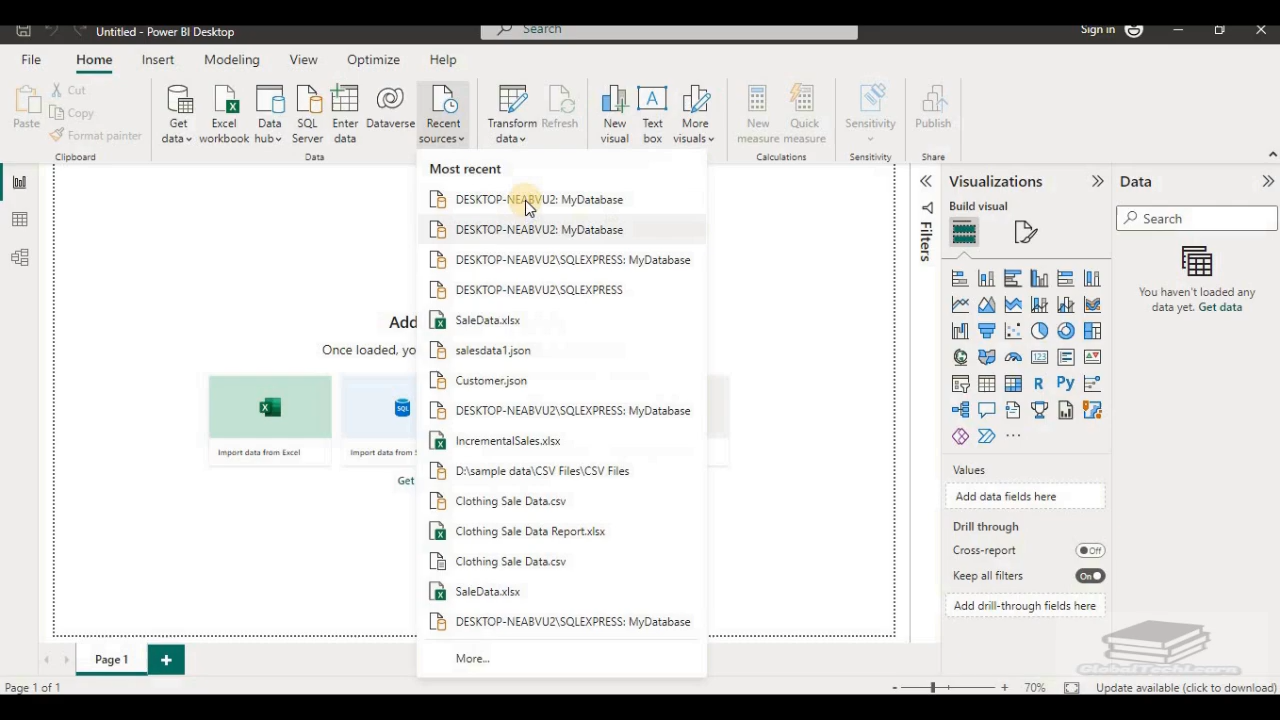 Untitled - Power BI Desktop
Search
Sign in
File
Home
Insert
Modeling
View
Optimize
Help
Paste
Cut
Copy
Format painter
Clipboard
Get
data
Excel
workbook
Data
hub
SQL
Server
Enter
data
Dataverse
Recent
sources
Data
Transform
data
Refresh
New
visual
Text
box
More
visuals
New
measure
Quick
measure
Calculations
Sensitivity
Sensitivity
Publish
Share
Most recent
DESKTOP-NEABVU2: MyDatabase
DESKTOP-NEABVU2: MyDatabase
DESKTOP-NEABVU2\SQLEXPRESS: MyDatabase
DESKTOP-NEABVU2\SQLEXPRESS
SaleData.xlsx
salesdata1.json
Customer.json
DESKTOP-NEABVU2\SQLEXPRESS: MyDatabase
IncrementalSales.xlsx
D:\sample data\CSV Files\CSV Files
Clothing Sale Data.csv
Clothing Sale Data Report.xlsx
Clothing Sale Data.csv
SaleData.xlsx
DESKTOP-NEABVU2\SQLEXPRESS: MyDatabase
More...
Add
Once loaded, yo
Import data from Excel
SQL
Import data from S
Get
Filters
Visualizations
Build visual
R
Py
123
...
Values
Add data fields here
Drill through
Cross-report
Off
Keep all filters
On
Add drill-through fields here
Data
Search
You haven't loaded any
data yet. Get data
Page 1
Page 1 of 1
70%
Update available (click to download)
GlobalTechLearn